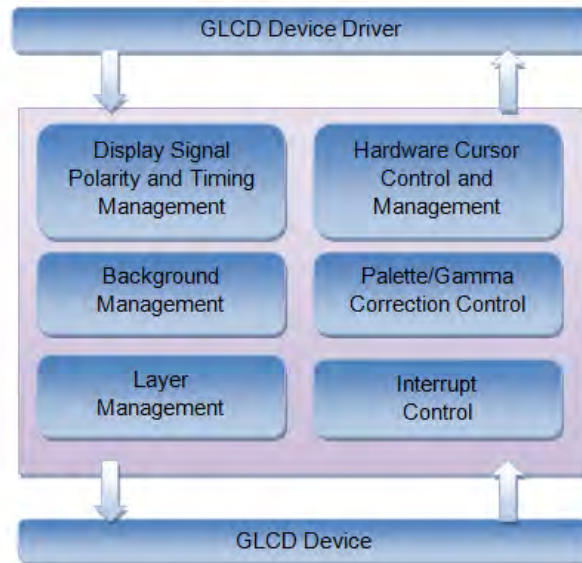 GLCD Device Driver
Display Signal
Polarity and Timing
Management
Hardware Cursor
Control and
Management
Background
Management
Palette/Gamma
Correction Control
Layer
Management
Interrupt
Control
GLCD Device